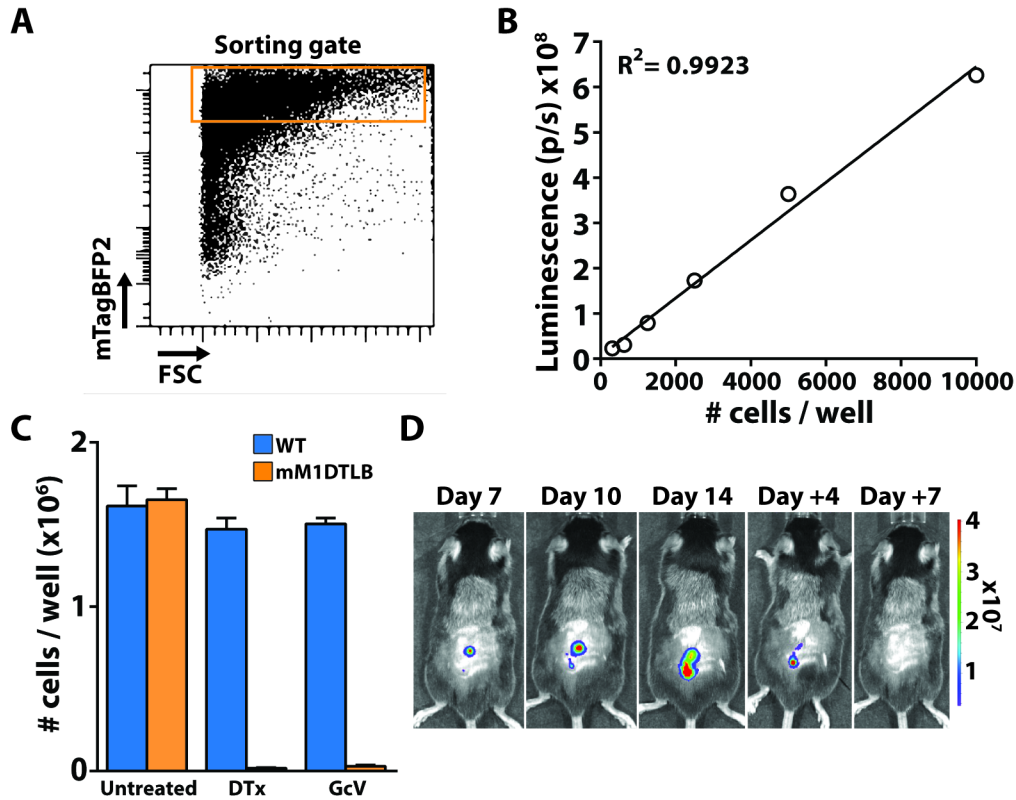 A
Sorting gate
mTagBFP2
FSC
B
R2= 0.9923
Luminescence (p/s) x108
7
6
5
4
3
2
1
0
0 2000 4000 6000 8000 10000
# cells / well
C
WT
mM1DTLB
# cells / well (x106)
2
1
0
Untreated DTx GcV
D
Day 7 Day 10 Day 14 Day +4 Day +7
4
3
2
1
x107